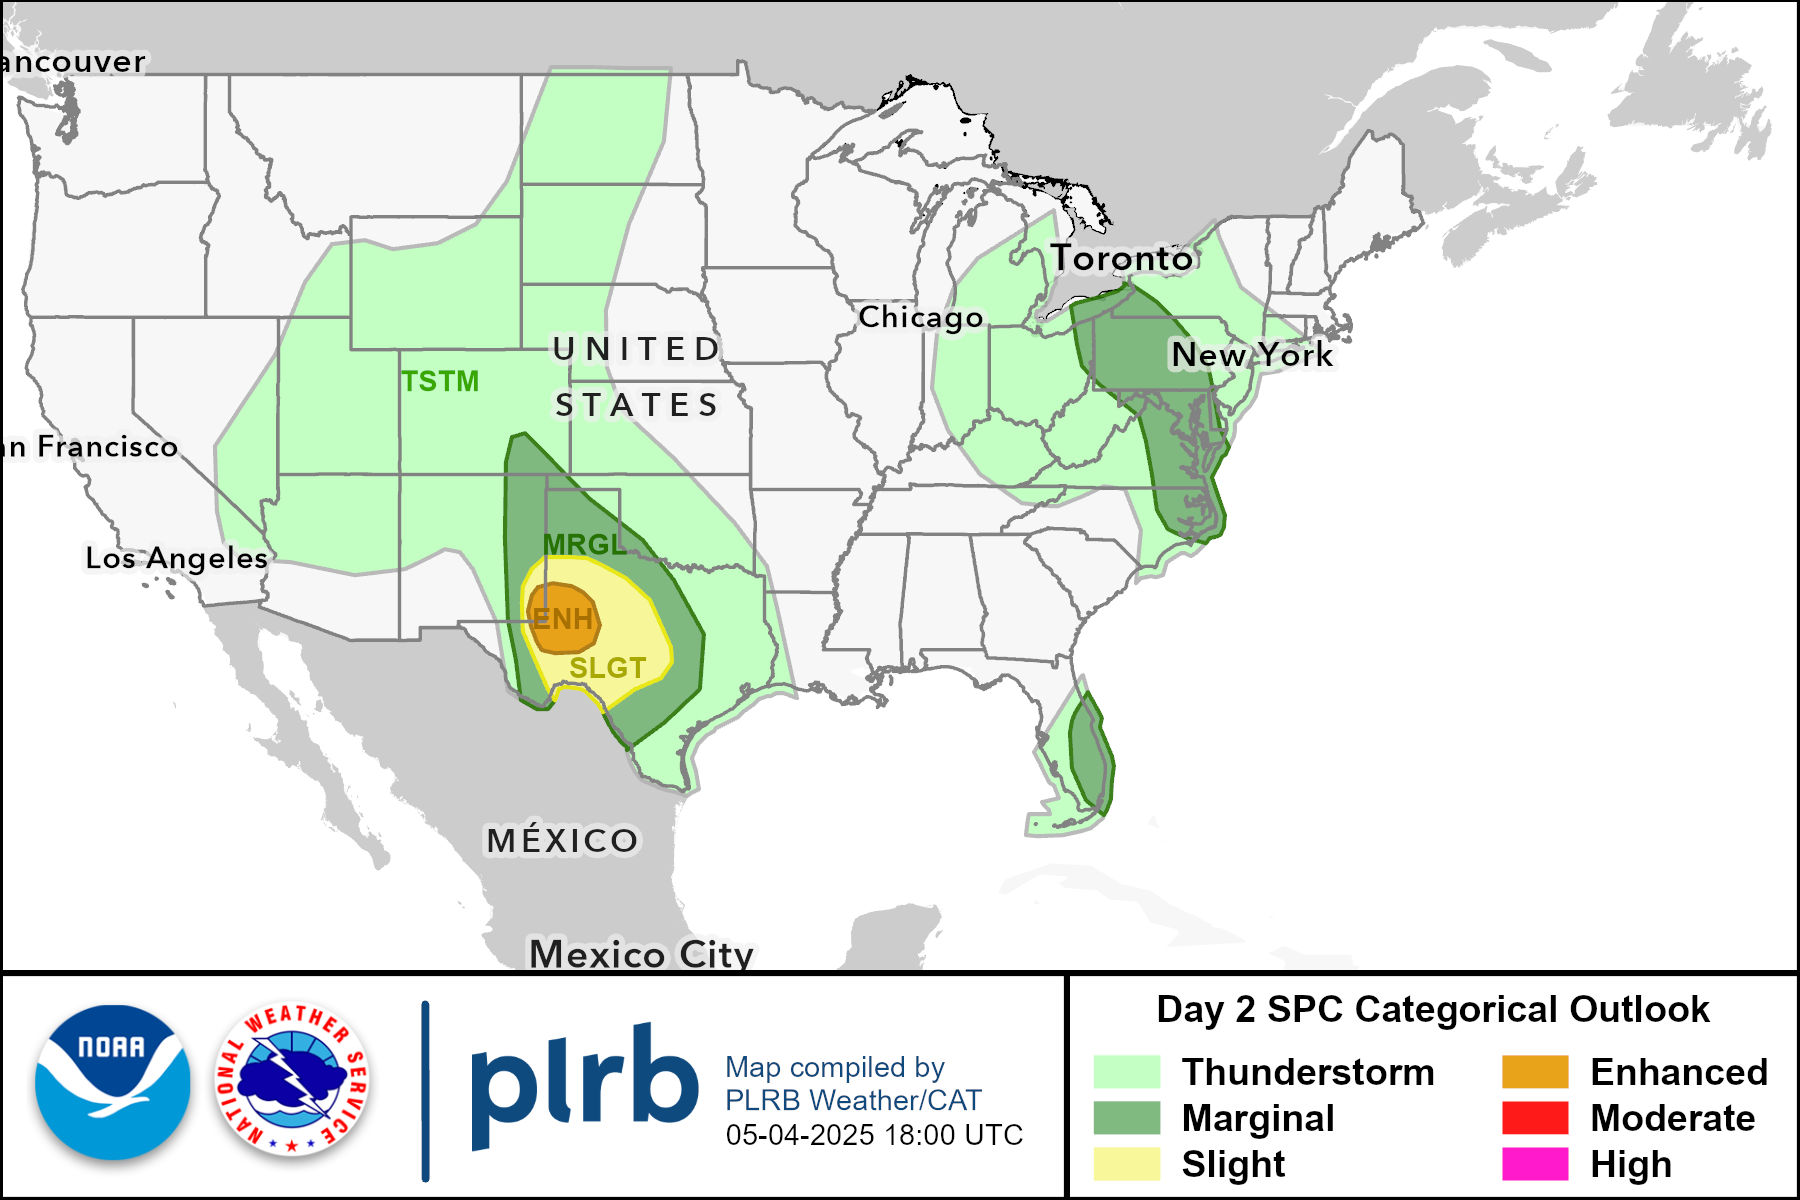 ancouver
Toronto
Chicago
UNITED
New York
TSTM
STATES
an Francisco
MRGL
Los Angeles
ENH
SLGT
MÉXICO
Mexico City
NOAA
NATIONAL WEATHER SERVICE
plrb
Map compiled by
PLRB Weather/CAT
05-04-2025 18:00 UTC
Day 2 SPC Categorical Outlook
Thunderstorm
Marginal
Slight
Enhanced
Moderate
High